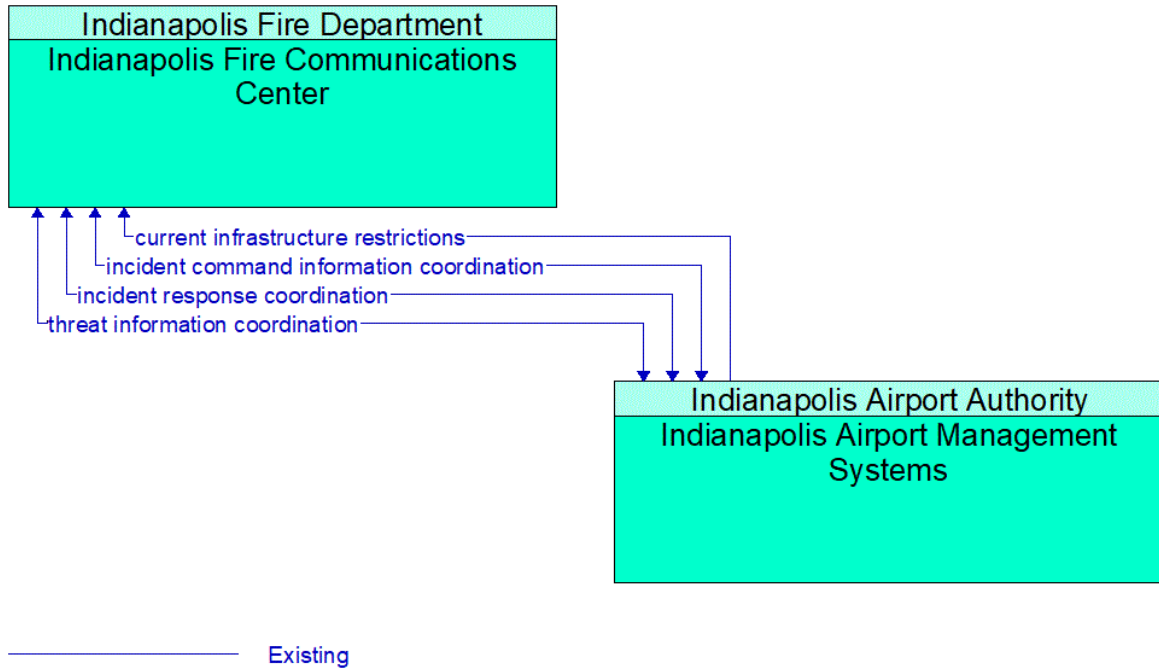 Indianapolis Fire Department
Indianapolis Fire Communications
Center
current infrastructure restrictions
incident command information coordination
incident response coordination
threat information coordination
Indianapolis Airport Authority
Indianapolis Airport Management
Systems
Existing